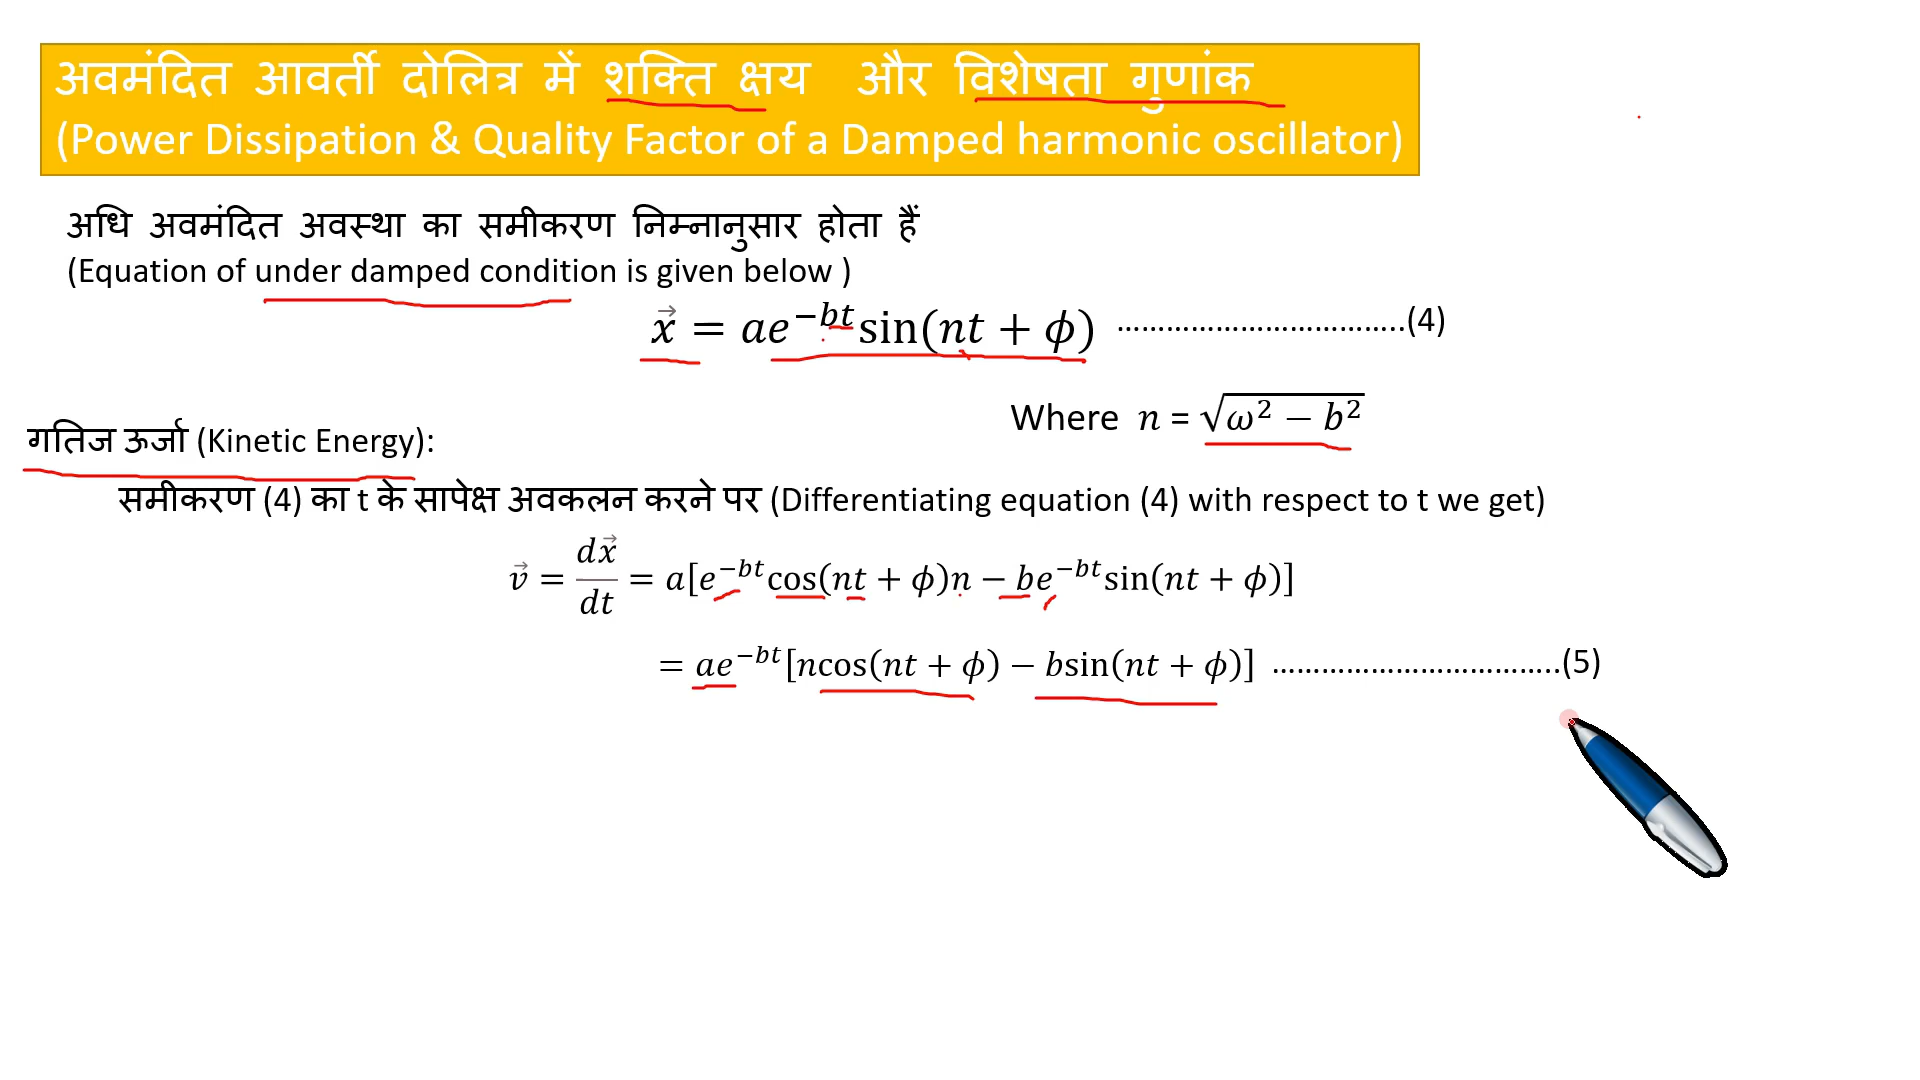 अवमंदित आवर्ती दोलित्र में शक्ति क्षय और विशेषता गुणांक
(Power Dissipation & Quality Factor of a Damped harmonic oscillator)
अधि अवमंदित अवस्था का समीकरण निम्नानुसार होता हैं
(Equation of under damped condition is given below )
\vec{x} = ae^{−bt}sin(nt + ϕ) ……………………………..(4)
Where n = √(ω² − b²)
गतिज ऊर्जा (Kinetic Energy):
समीकरण (4) का t के सापेक्ष अवकलन करने पर (Differentiating equation (4) with respect to t we get)
\vec{v} = d\vec{x}/dt = a[e^{−bt}cos(nt + ϕ)n − be^{−bt}sin(nt + ϕ)]
= ae^{−bt}[ncos(nt + ϕ) − bsin(nt + ϕ)] ……………………………..(5)